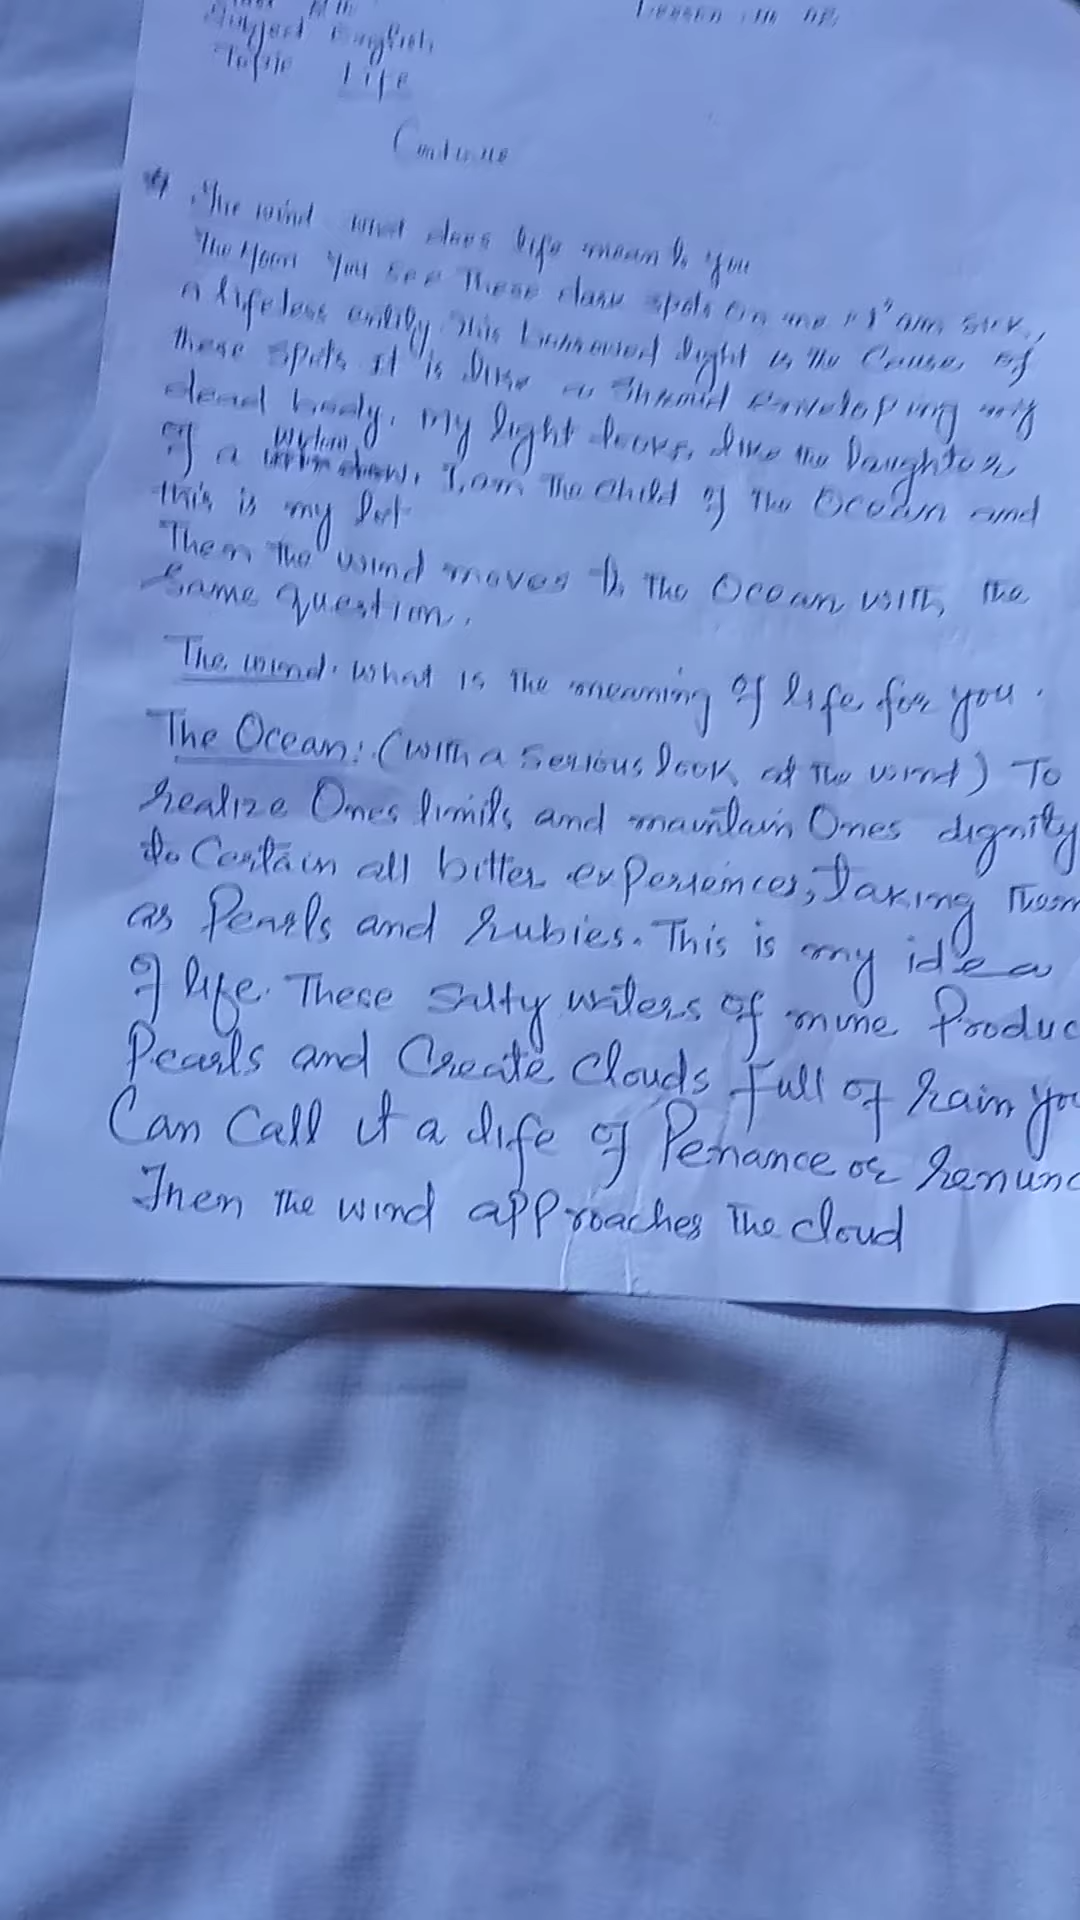 Subject English
Topic Life
Continue
The wind what does life mean to you
The Moon You see these dark spots on me I am sick,
a lifeless entity This borrowed light is the Cause of
these spots It is like a Shroud enveloping my
dead body. my light looks like the laughter
of a widow. I am The child of The Ocean and
this is my lot
Then the wind moves to The Ocean with the
Same question.
The wind. What is The meaning of life for you.
The Ocean: (with a Serious look at The wind) To
realize Ones limits and maintain Ones dignity
to Contain all bitter experiences, taking Them
as Pearls and rubies. This is my idea
of life. These Salty waters of mine Produc
Pearls and Create Clouds Full of rain you
Can Call it a life of Penance or renunc
Then The wind approaches The cloud